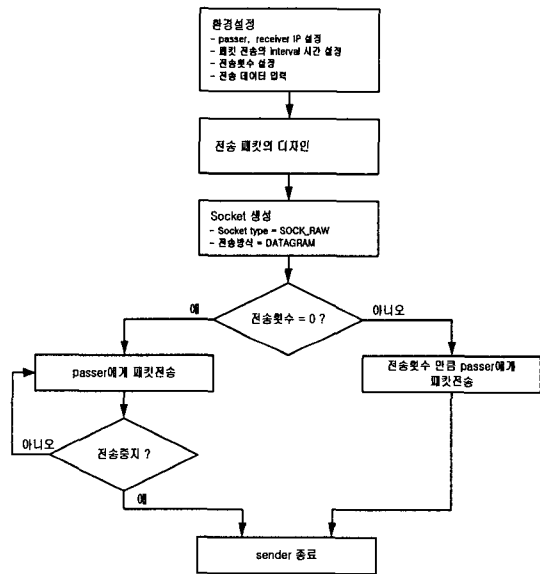 환경설정
- passer, receiver IP 설정
- 패킷 전송의 interval 시간 설정
- 전송횟수 설정
- 전송 데이터 입력
전송 패킷의 디자인
Socket 생성
- Socket type = SOCK_RAW
- 전송방식 = DATAGRAM
전송횟수 = 0 ?
예
아니오
passer에게 패킷전송
전송횟수 만큼 passer에게
패킷전송
아니오
전송중지 ?
예
sender 종료